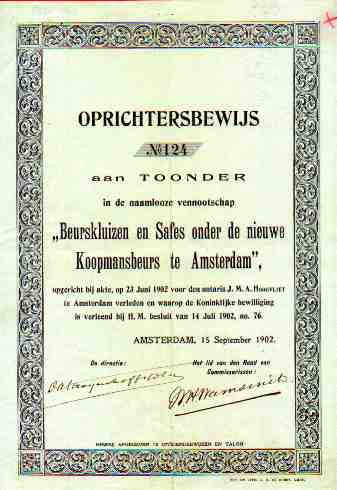 OPRICHTERSBEWIJS
No 124
aan TOONDER
in de naamlooze vennootschap
„Beurskluizen en Safes onder de nieuwe
Koopmansbeurs te Amsterdam”,
opgericht bij akte, op 23 Juni 1902 voor den notaris J. M. A. HOOGVLIET
te Amsterdam verleden en waarop de Koninklijke bewilliging
is verleend bij H. M. besluit van 14 Juli 1902, no. 76.
AMSTERDAM, 15 September 1902.
De directie: Het lid van den Raad van
Commissarissen: